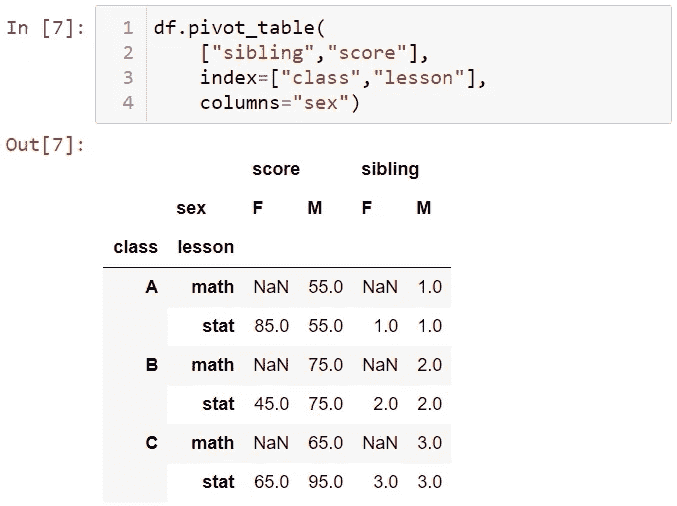 In [7]: 1 df.pivot_table(
2 ["sibling","score"],
3 index=["class","lesson"],
4 columns="sex")
Out[7]:
score sibling
sex F M F M
class lesson
A math NaN 55.0 NaN 1.0
stat 85.0 55.0 1.0 1.0
B math NaN 75.0 NaN 2.0
stat 45.0 75.0 2.0 2.0
C math NaN 65.0 NaN 3.0
stat 65.0 95.0 3.0 3.0